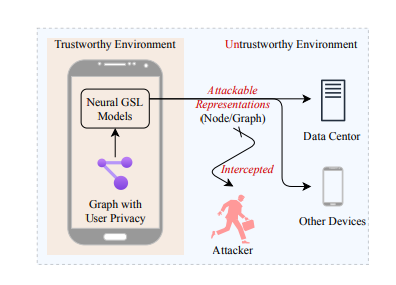 Trustworthy Environment
Untrustworthy Environment
Neural GSL
Models
Attackable
Representations
(Node/Graph)
Data Centor
Graph with
User Privacy
Intercepted
Other Devices
Attacker